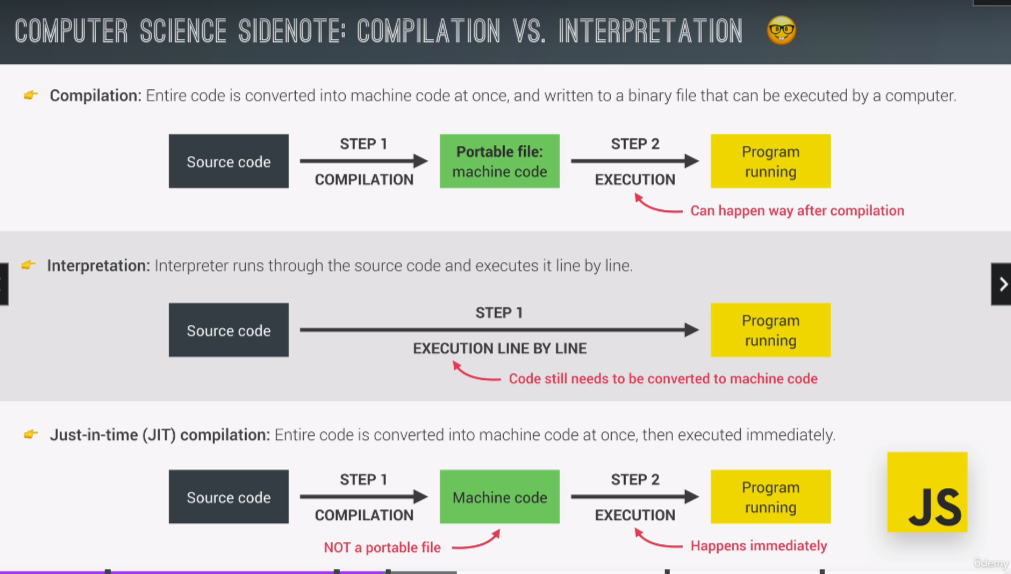 COMPUTER SCIENCE SIDENOTE: COMPILATION VS. INTERPRETATION
Compilation: Entire code is converted into machine code at once, and written to a binary file that can be executed by a computer.
Source code
STEP 1
COMPILATION
Portable file:
machine code
STEP 2
EXECUTION
Program
running
Can happen way after compilation
Interpretation: Interpreter runs through the source code and executes it line by line.
Source code
STEP 1
EXECUTION LINE BY LINE
Program
running
Code still needs to be converted to machine code
Just-in-time (JIT) compilation: Entire code is converted into machine code at once, then executed immediately.
Source code
STEP 1
COMPILATION
Machine code
STEP 2
EXECUTION
Program
running
NOT a portable file
Happens immediately
JS
ûdemy